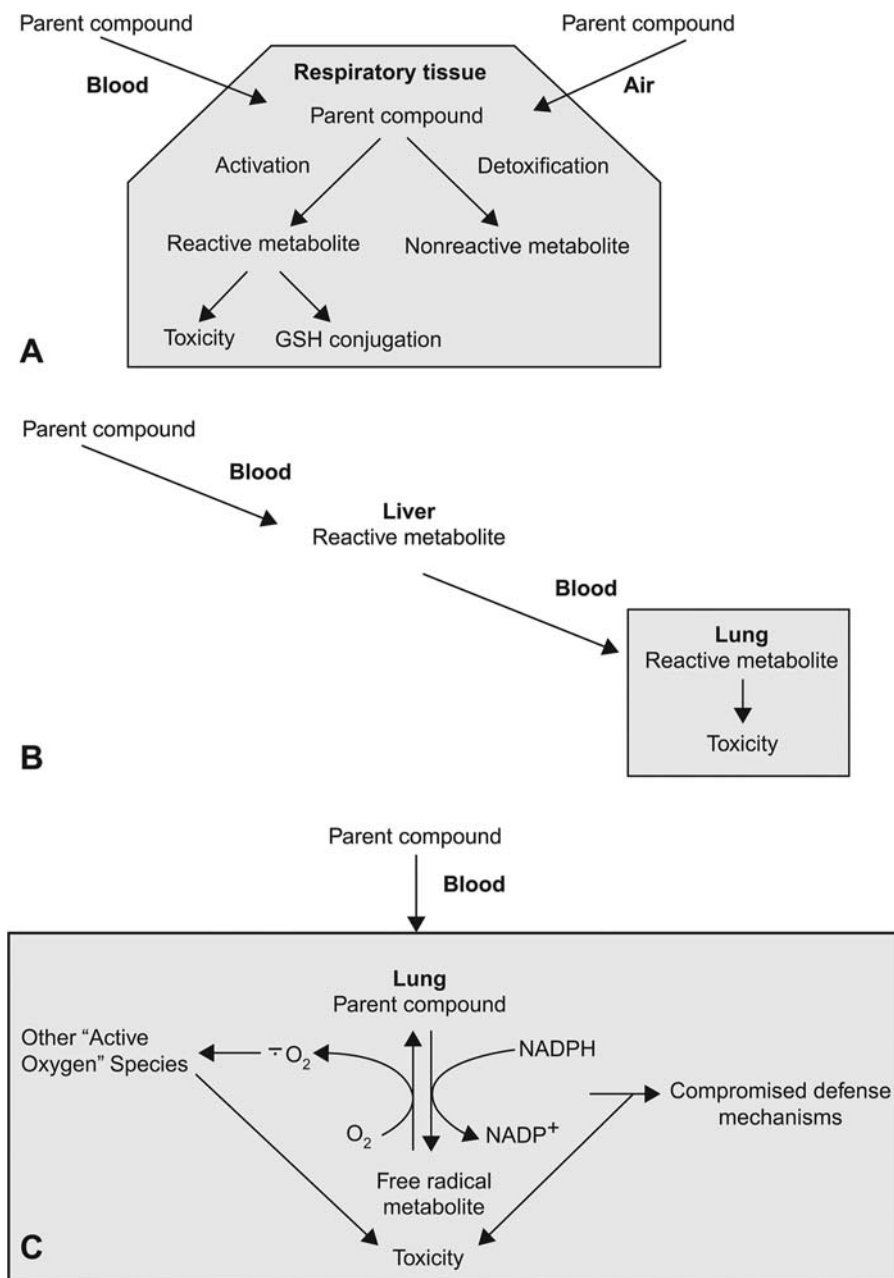 Parent compound
Parent compound
Blood
Respiratory tissue
Air
Parent compound
Activation
Detoxification
Reactive metabolite
Nonreactive metabolite
Toxicity
GSH conjugation
A
Parent compound
Blood
Liver
Reactive metabolite
Blood
Lung
Reactive metabolite
Toxicity
B
Parent compound
Blood
Lung
Parent compound
Other “Active
Oxygen” Species
−̣O₂
NADPH
O₂
NADP⁺
Compromised defense
mechanisms
Free radical
metabolite
Toxicity
C